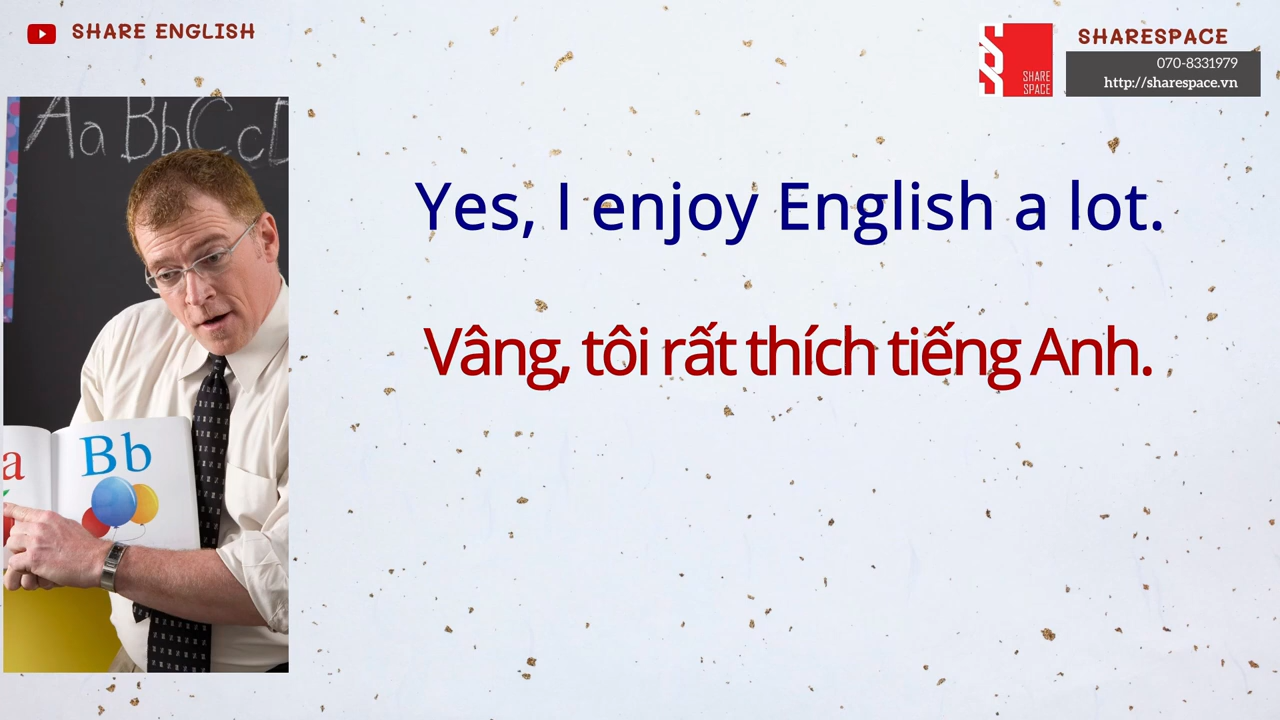 SHARE ENGLISH
SHARESPACE
SHARE
SPACE
070-8331979
http://sharespace.vn
Aa Bb Cc D
Yes, I enjoy English a lot.
Vâng, tôi rất thích tiếng Anh.
a
Bb